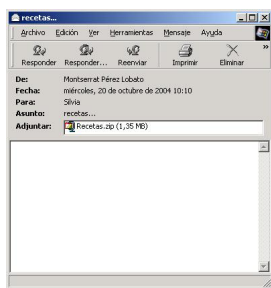 recetas...
Archivo Edición Ver Herramientas Mensaje Ayuda
Responder Responder... Reenviar Imprimir Eliminar »
De: Montserrat Pérez Lobato
Fecha: miércoles, 20 de octubre de 2004 10:10
Para: Silvia
Asunto: recetas...
Adjuntar: Recetas.zip (1,35 MB)